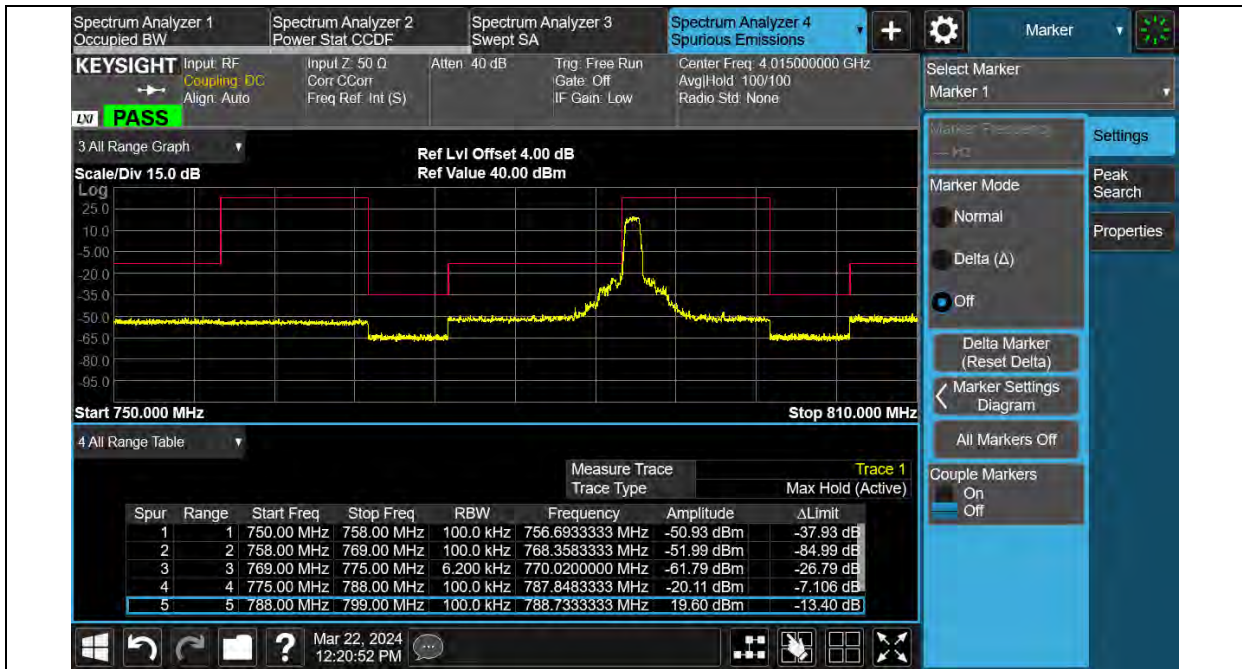 Spectrum Analyzer 1
Occupied BW
Spectrum Analyzer 2
Power Stat CCDF
Spectrum Analyzer 3
Swept SA
Spectrum Analyzer 4
Spurious Emissions
Marker
KEYSIGHT
Input: RF
Coupling: DC
Align: Auto
Input Z: 50 Ω
Corr CCorr
Freq Ref: Int (S)
Atten: 40 dB
Trig: Free Run
Gate: Off
IF Gain: Low
Center Freq: 4.015000000 GHz
Avg|Hold: 100/100
Radio Std: None
LXI PASS
Select Marker
Marker 1
3 All Range Graph
Ref Lvl Offset 4.00 dB
Scale/Div 15.0 dB
Ref Value 40.00 dBm
Log
25.0
10.0
-5.00
-20.0
-35.0
-50.0
-65.0
-80.0
-95.0
Start 750.000 MHz
Stop 810.000 MHz
Marker Frequency
--- Hz
Settings
Marker Mode
Peak
Search
Normal
Properties
Delta (Δ)
Off
Delta Marker
(Reset Delta)
Marker Settings
Diagram
All Markers Off
Couple Markers
On
Off
4 All Range Table
Measure Trace Trace 1
Trace Type Max Hold (Active)
Spur Range Start Freq Stop Freq RBW Frequency Amplitude ΔLimit
1 1 750.00 MHz 758.00 MHz 100.0 kHz 756.6933333 MHz -50.93 dBm -37.93 dB
2 2 758.00 MHz 769.00 MHz 100.0 kHz 768.3583333 MHz -51.99 dBm -84.99 dB
3 3 769.00 MHz 775.00 MHz 6.200 kHz 770.0200000 MHz -61.79 dBm -26.79 dB
4 4 775.00 MHz 788.00 MHz 100.0 kHz 787.8483333 MHz -20.11 dBm -7.106 dB
5 5 788.00 MHz 799.00 MHz 100.0 kHz 788.7333333 MHz 19.60 dBm -13.40 dB
Mar 22, 2024
12:20:52 PM